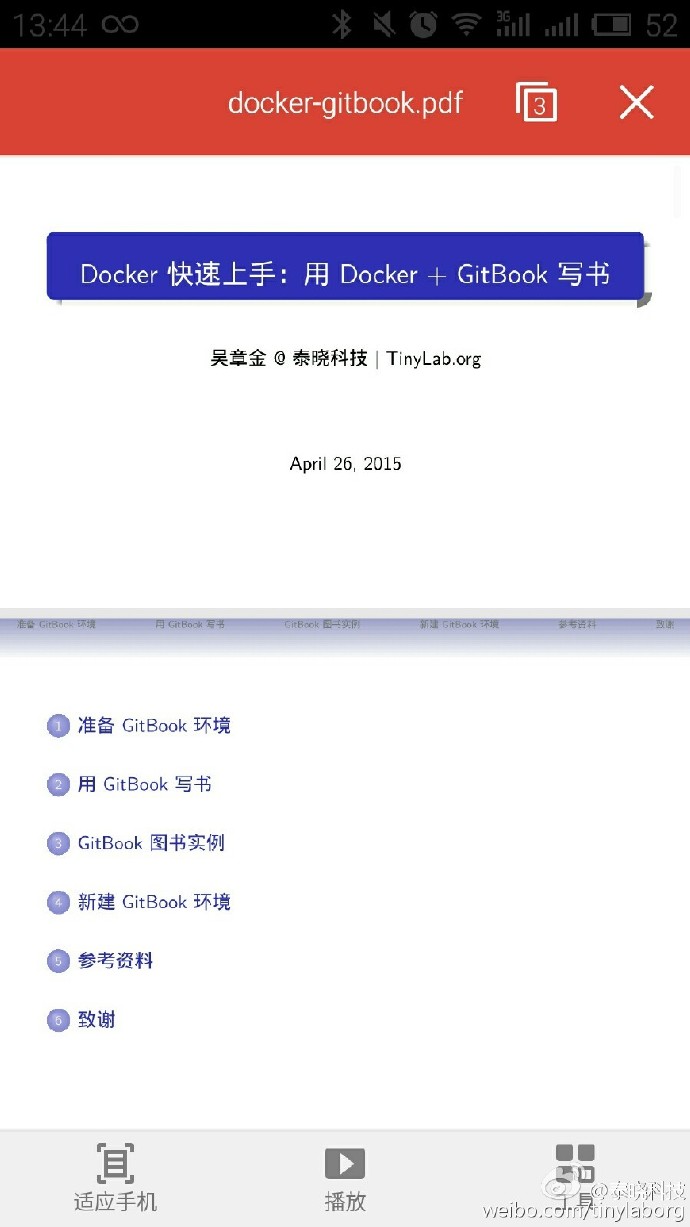 13:44
3G
52
docker-gitbook.pdf
3
Docker 快速上手：用 Docker + GitBook 写书
吴章金 @ 泰晓科技 | TinyLab.org
April 26, 2015
准备 GitBook 环境 用 GitBook 写书 GitBook 图书实例 新建 GitBook 环境 参考资料 致谢
1 准备 GitBook 环境
2 用 GitBook 写书
3 GitBook 图书实例
4 新建 GitBook 环境
5 参考资料
6 致谢
适应手机 播放 工具
@泰晓科技
weibo.com/tinylaborg